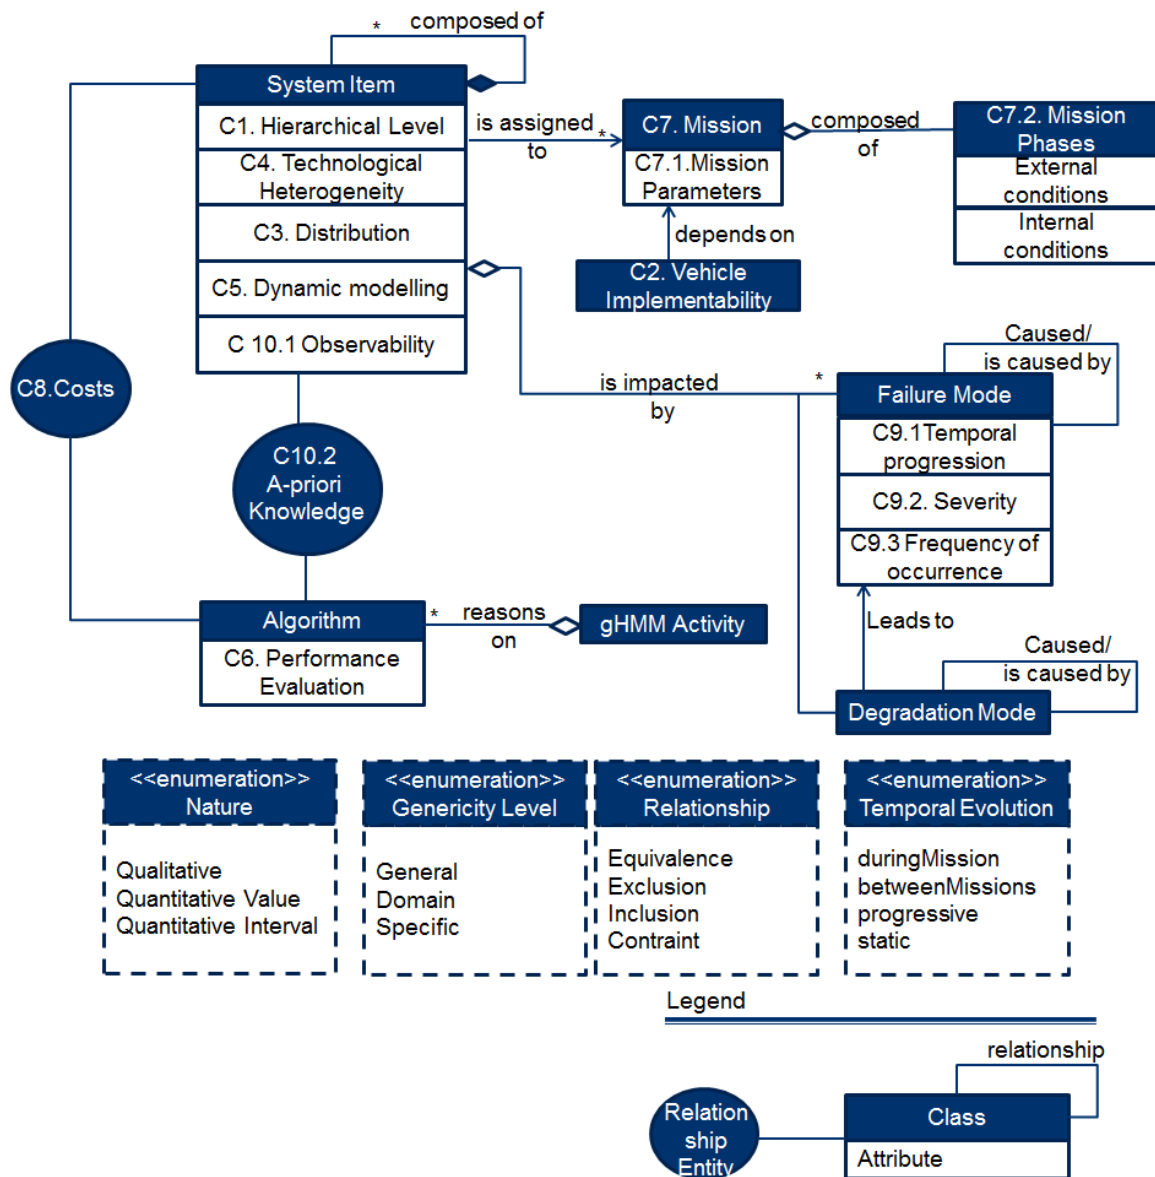 * composed of
System Item
C1. Hierarchical Level
C4. Technological
Heterogeneity
C3. Distribution
C5. Dynamic modelling
C 10.1 Observability
is assigned
to
*
C7. Mission
C7.1.Mission
Parameters
composed
of
C7.2. Mission
Phases
External
conditions
Internal
conditions
depends on
C2. Vehicle
Implementability
C8.Costs
is impacted
by
*
Caused/
is caused by
Failure Mode
C9.1Temporal
progression
C9.2. Severity
C9.3 Frequency of
occurrence
C10.2
A-priori
Knowledge
Leads to
Algorithm
C6. Performance
Evaluation
*
reasons
on
gHMM Activity
Caused/
is caused by
Degradation Mode
<<enumeration>>
Nature
Qualitative
Quantitative Value
Quantitative Interval
<<enumeration>>
Genericity Level
General
Domain
Specific
<<enumeration>>
Relationship
Equivalence
Exclusion
Inclusion
Contraint
<<enumeration>>
Temporal Evolution
duringMission
betweenMissions
progressive
static
Legend
relationship
Relation
ship
Entity
Class
Attribute